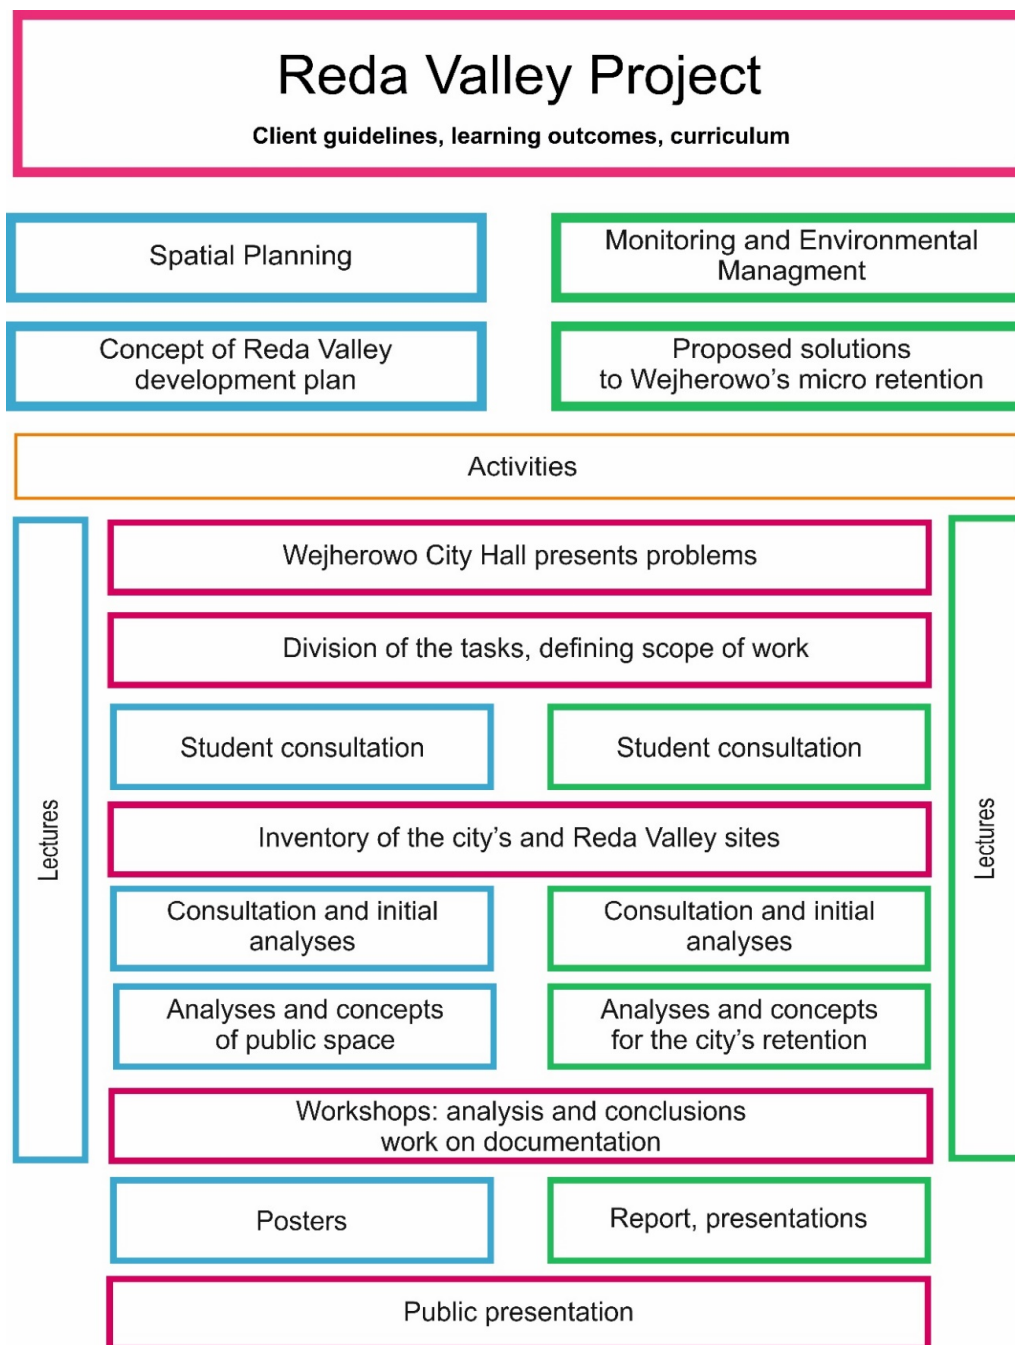 Reda Valley Project
Client guidelines, learning outcomes, curriculum
Spatial Planning
Monitoring and Environmental
Managment
Concept of Reda Valley
development plan
Proposed solutions
to Wejherowo’s micro retention
Activities
Lectures
Wejherowo City Hall presents problems
Division of the tasks, defining scope of work
Student consultation
Student consultation
Inventory of the city’s and Reda Valley sites
Consultation and initial
analyses
Consultation and initial
analyses
Analyses and concepts
of public space
Analyses and concepts
for the city’s retention
Workshops: analysis and conclusions
work on documentation
Lectures
Posters
Report, presentations
Public presentation